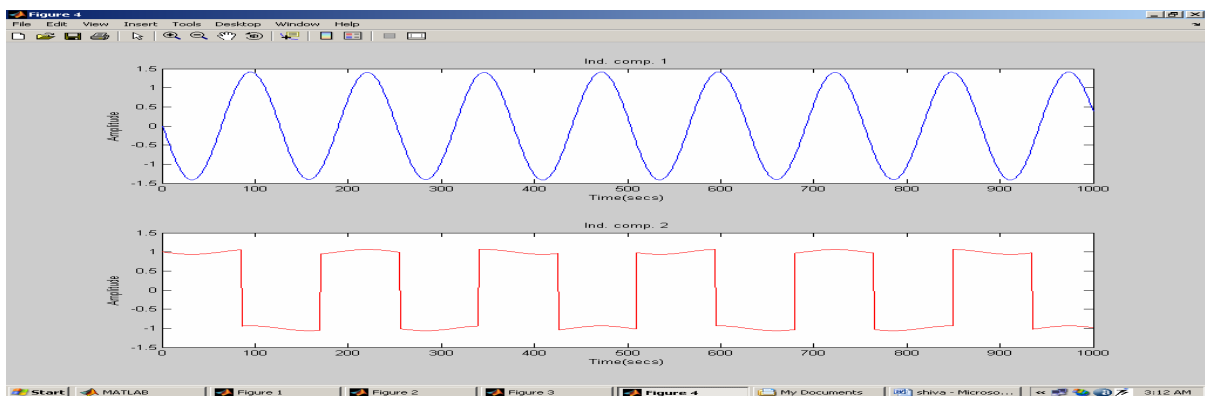 Figure 4
File Edit View Insert Tools Desktop Window Help
Ind. comp. 1
1.5
1
0.5
0
-0.5
-1
-1.5
Amplitude
0 100 200 300 400 500 600 700 800 900 1000
Time(secs)
Ind. comp. 2
1.5
1
0.5
0
-0.5
-1
-1.5
Amplitude
0 100 200 300 400 500 600 700 800 900 1000
Time(secs)
Start MATLAB Figure 1 Figure 2 Figure 3 Figure 4 My Documents shiva - Microso... « 3:12 AM